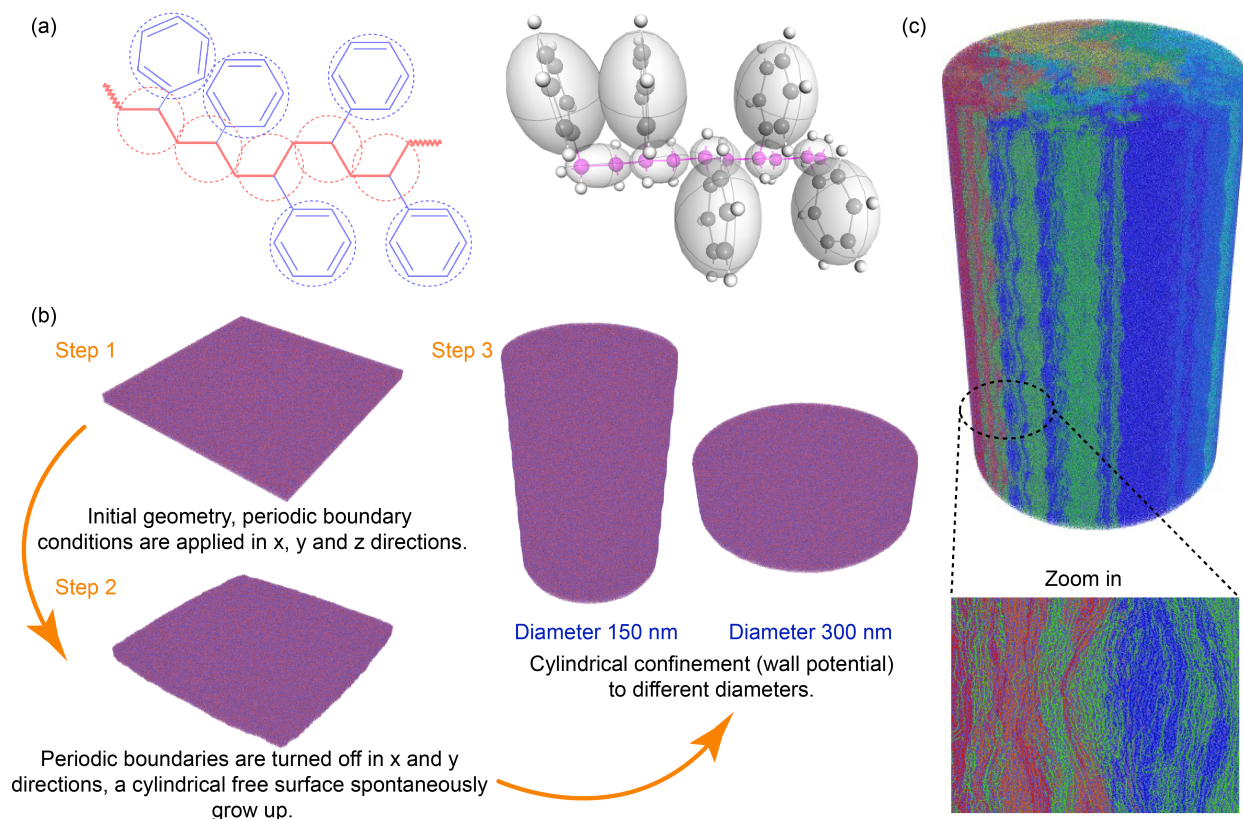 (a)
(c)
(b)
Step 1
Initial geometry, periodic boundary
conditions are applied in x, y and z directions.
Step 2
Periodic boundaries are turned off in x and y
directions, a cylindrical free surface spontaneously
grow up.
Step 3
Diameter 150 nm
Diameter 300 nm
Cylindrical confinement (wall potential)
to different diameters.
Zoom in